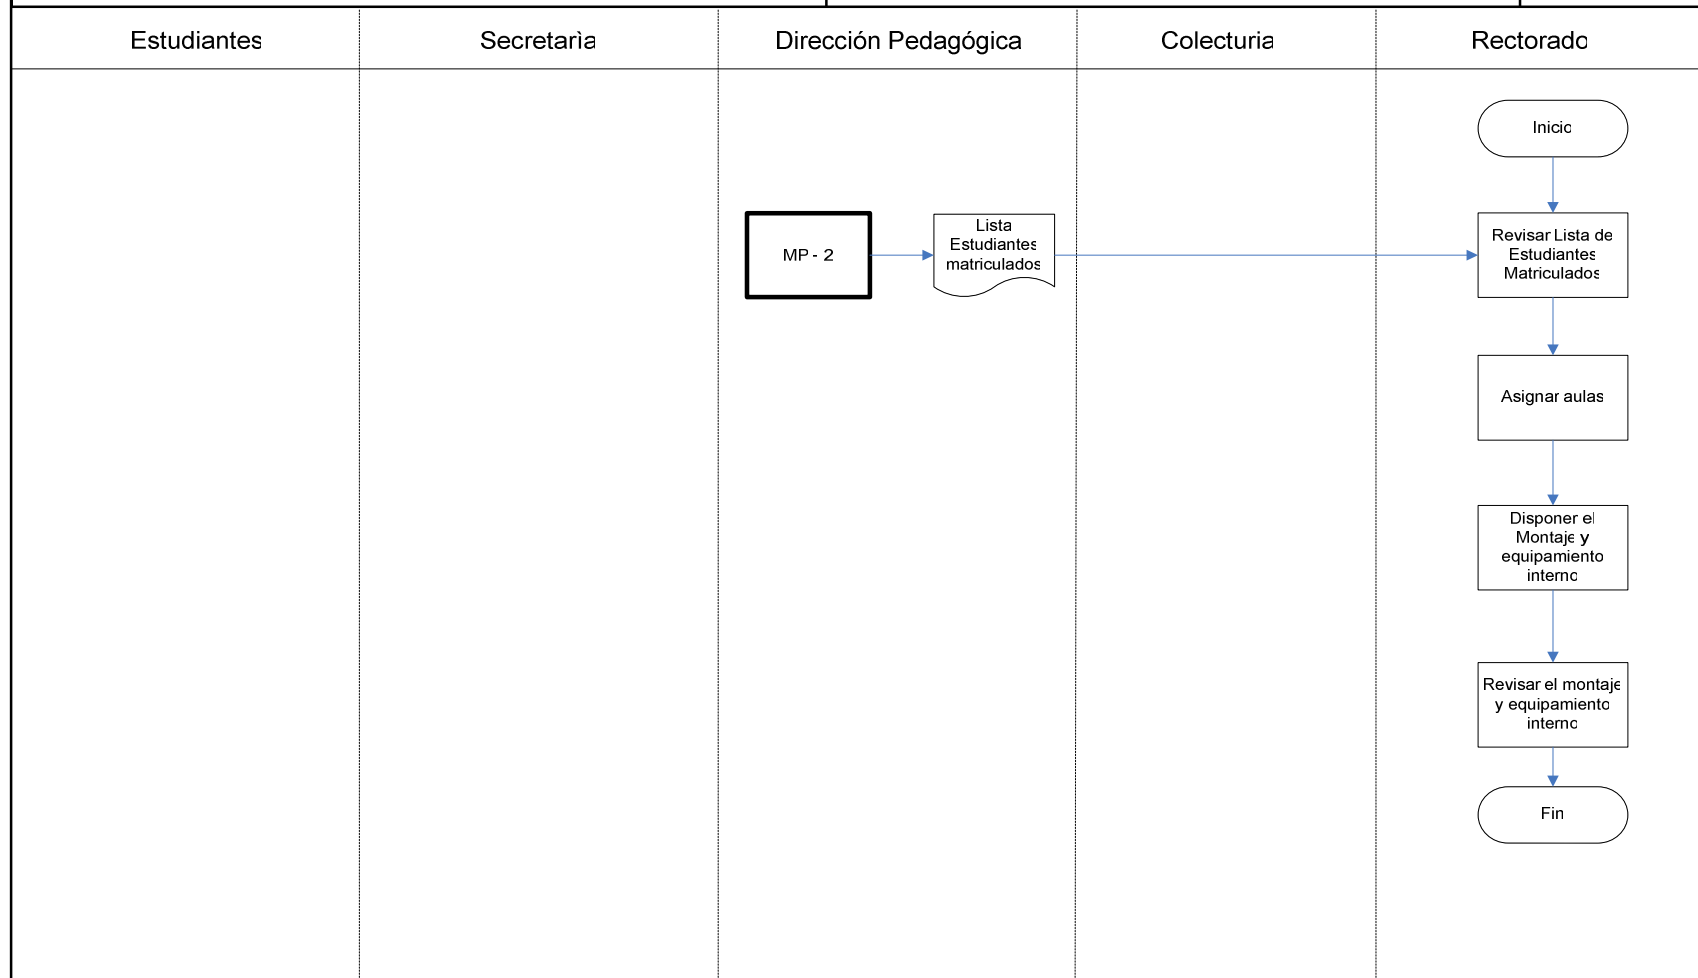 Estudiantes
Secretarìa
Dirección Pedagógica
Colecturia
Rectorado
Inicio
MP - 2
Lista
Estudiantes
matriculados
Revisar Lista de
Estudiantes
Matriculados
Asignar aulas
Disponer el
Montaje y
equipamiento
interno
Revisar el montaje
y equipamiento
interno
Fin